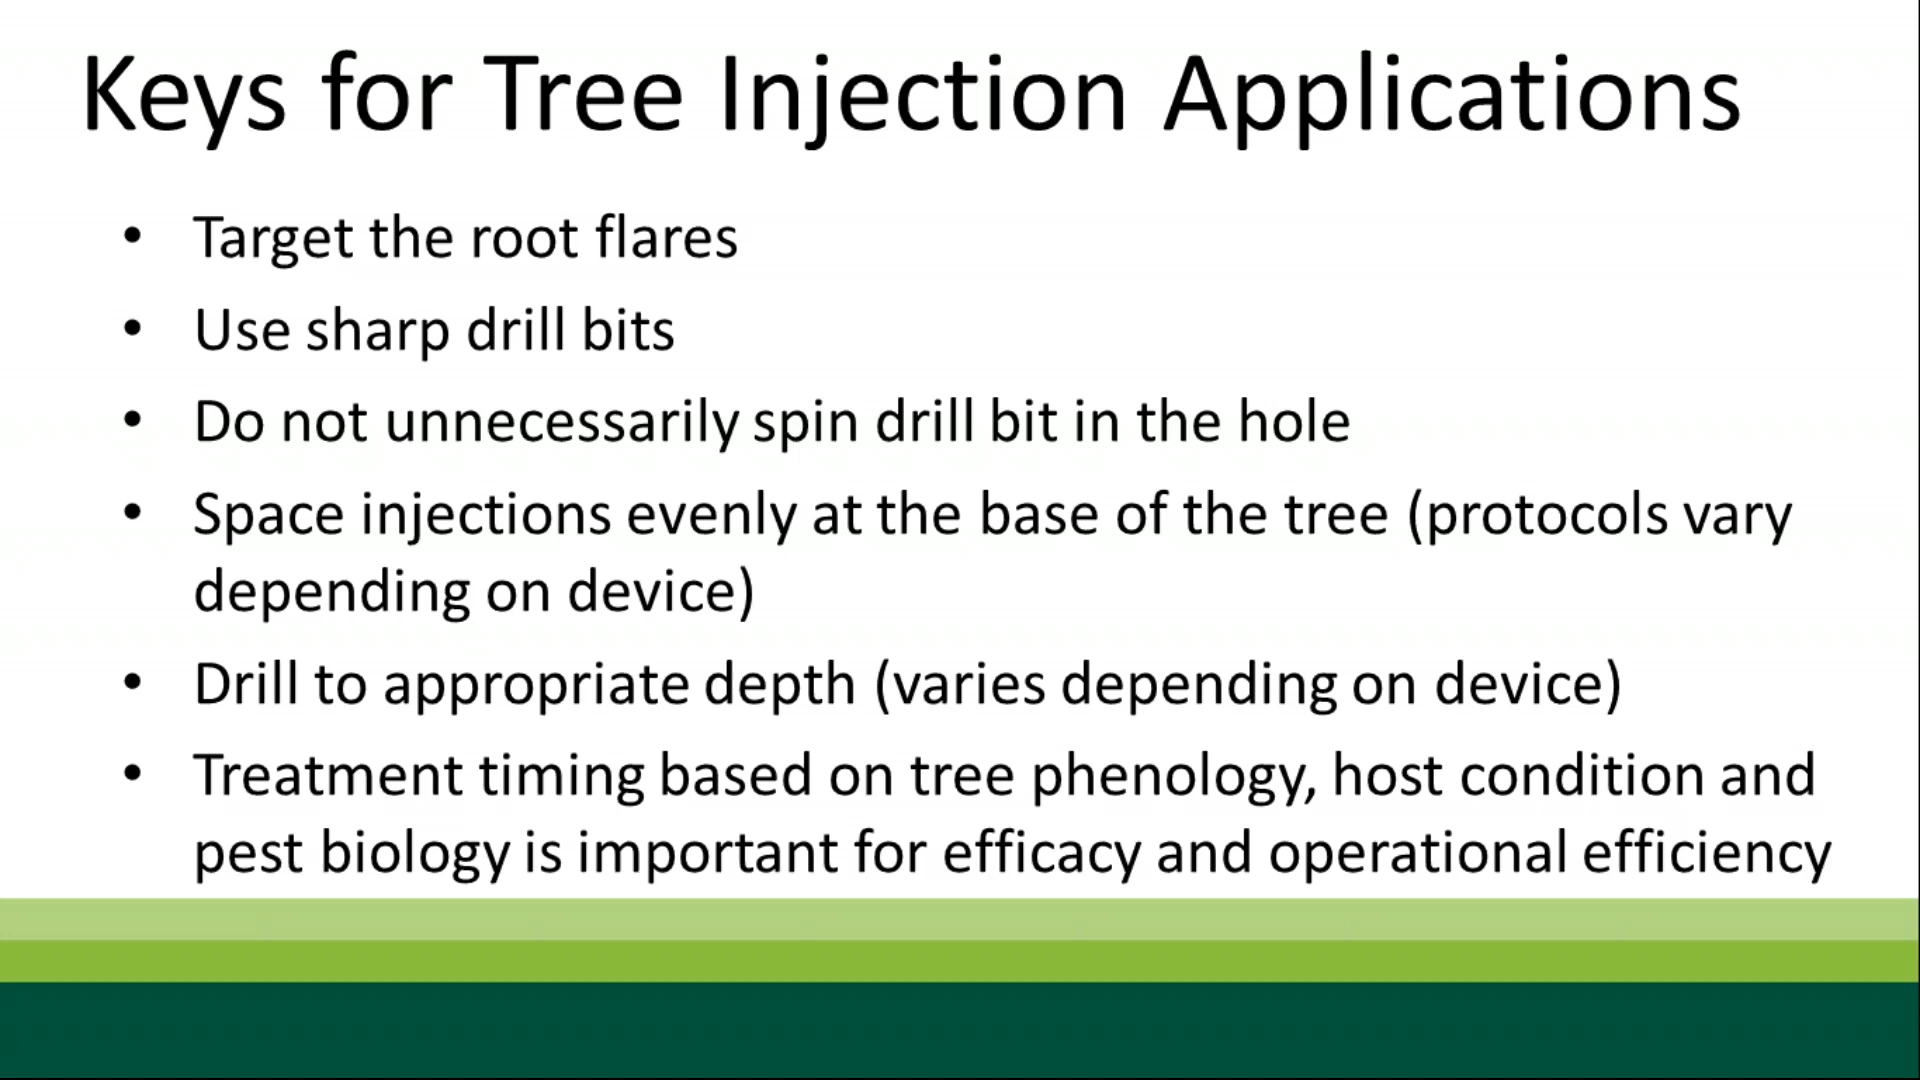 Keys for Tree Injection Applications
• Target the root flares
• Use sharp drill bits
• Do not unnecessarily spin drill bit in the hole
• Space injections evenly at the base of the tree (protocols vary
depending on device)
• Drill to appropriate depth (varies depending on device)
• Treatment timing based on tree phenology, host condition and
pest biology is important for efficacy and operational efficiency